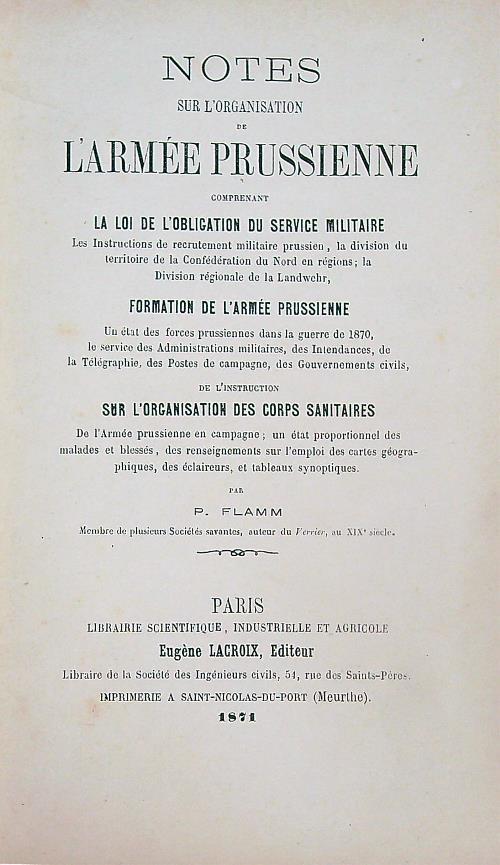 NOTES
SUR L'ORGANISATION
DE
L'ARMÉE PRUSSIENNE
COMPRENANT
LA LOI DE L'OBLIGATION DU SERVICE MILITAIRE
Les Instructions de recrutement militaire prussien, la division du
territoire de la Confédération du Nord en régions; la
Division régionale de la Landwehr,
FORMATION DE L'ARMÉE PRUSSIENNE
Un état des forces prussiennes dans la guerre de 1870,
le service des Administrations militaires, des Intendances, de
la Télégraphie, des Postes de campagne, des Gouvernements civils,
DE L'INSTRUCTION
SUR L'ORGANISATION DES CORPS SANITAIRES
De l'Armée prussienne en campagne; un état proportionnel des
malades et blessés, des renseignements sur l'emploi des cartes géogra-
phiques, des éclaireurs, et tableaux synoptiques.
PAR
P. FLAMM
Membre de plusieurs Sociétés savantes, auteur du Verrier, au XIXe siècle.
PARIS
LIBRAIRIE SCIENTIFIQUE, INDUSTRIELLE ET AGRICOLE
Eugène LACROIX, Editeur
Libraire de la Société des Ingénieurs civils, 54, rue des Saints-Pères.
IMPRIMERIE A SAINT-NICOLAS-DU-PORT (Meurthe).
1871